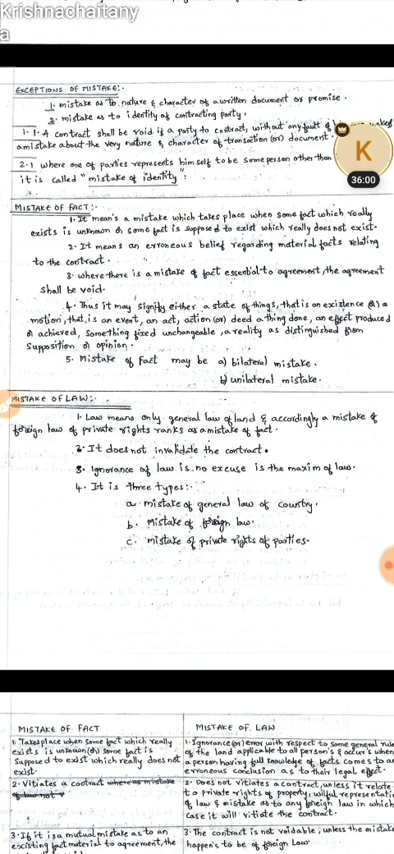 Krishnachaitany
a
EXCEPTIONS OF MISTAKE:-
1. mistake as to nature & character of a written document or promise.
2. mistake as to identity of contracting party.
1.1. A contract shall be void if a party to contract, without any fault of makes
a mistake about the very nature & character of transaction (or) document.
2.1 where one of parties represents him self to be some person other than
it is called "mistake of identity".
K
36:00
MISTAKE OF FACT:-
1. It mean's a mistake which takes place when some fact which really
exists is unknown or some fact is supposed to exist which really does not exist.
2. It means an erroneous belief regarding material facts relating
to the contract.
3. where there is a mistake of fact essential to agreement, the agreement
shall be void.
4. Thus it may signify either a state of things, that is an existence (or) a
motion, that is an event, an act, action (or) deed a thing done, an effect produced
or achieved, something fixed unchangeable, a reality as distinguished from
supposition or opinion.
5. Mistake of Fact may be a) bilateral mistake.
b) unilateral mistake.
MISTAKE OF LAW:-
1. Law means only general law of land & accordingly a mistake of
foreign law of private rights ranks as a mistake of fact.
2. It does not invalidate the contract.
3. Ignorance of law is no excuse is the maxim of law.
4. It is three types:-
a. mistake of general law of country.
b. Mistake of foreign law.
c. mistake of private rights of parties.
MISTAKE OF FACT MISTAKE OF LAW
1. Takes place when some fact which really 1. Ignorance (or) error with respect to some general rule
exists is unknown (or) some fact is of the land applicable to all person's & occur's when
supposed to exist which really does not a person having full knowledge of facts comes to an
exist. erroneous conclusion as to their legal effect.
2. Vitiates a contract where as mistake 2. Does not vitiates a contract, unless it relate
of law not to private rights of property; wilful representati
of law & mistake as to any foreign law in which
case it will vitiate the contract.
3. If it is a mutual mistake as to an 3. The contract is not voidable, unless the mistake
existing fact material to agreement, the happen's to be of foreign Law